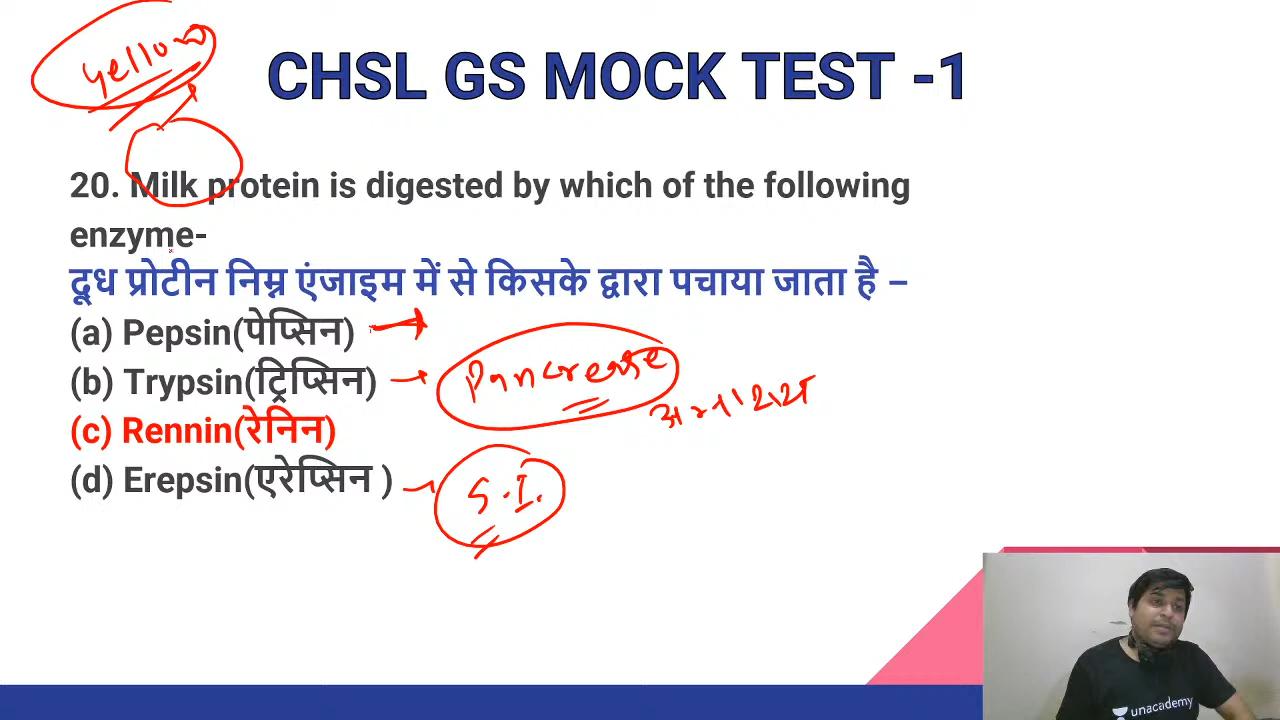 yellow
CHSL GS MOCK TEST -1
20. Milk protein is digested by which of the following
enzyme-
दूध प्रोटीन निम्न एंजाइम में से किसके द्वारा पचाया जाता है –
(a) Pepsin(पेप्सिन)
(b) Trypsin(ट्रिप्सिन)
Pancrease
(c) Rennin(रेनिन)
(d) Erepsin(एरेप्सिन )
S.I.
unacademy